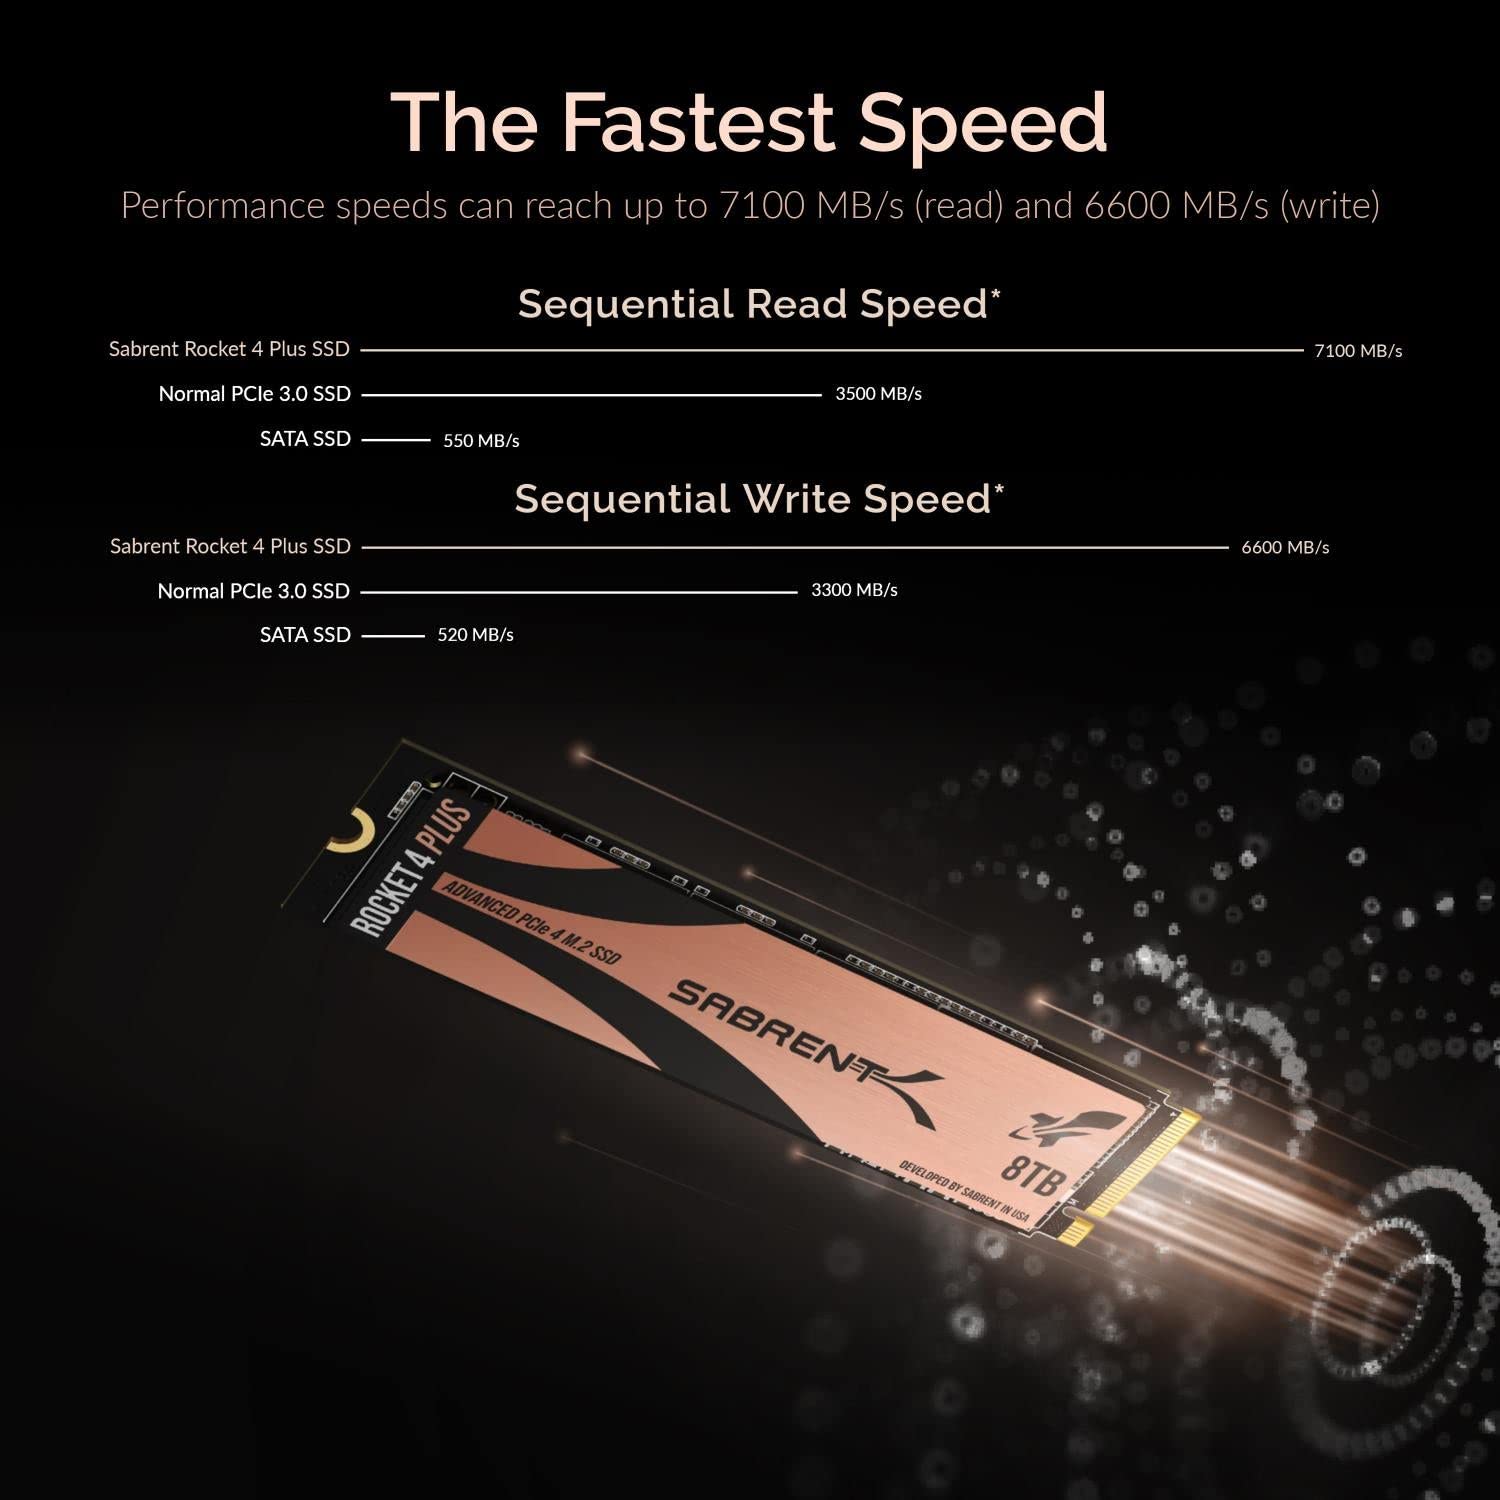 The Fastest Speed
Performance speeds can reach up to 7100 MB/s (read) and 6600 MB/s (write)
Sequential Read Speed*
Sabrent Rocket 4 Plus SSD 7100 MB/s
Normal PCIe 3.0 SSD 3500 MB/s
SATA SSD 550 MB/s
Sequential Write Speed*
Sabrent Rocket 4 Plus SSD 6600 MB/s
Normal PCIe 3.0 SSD 3300 MB/s
SATA SSD 520 MB/s
ROCKET 4 PLUS
ADVANCED PCIe 4 M.2 SSD
SABRENT
8TB
DEVELOPED BY SABRENT IN USA